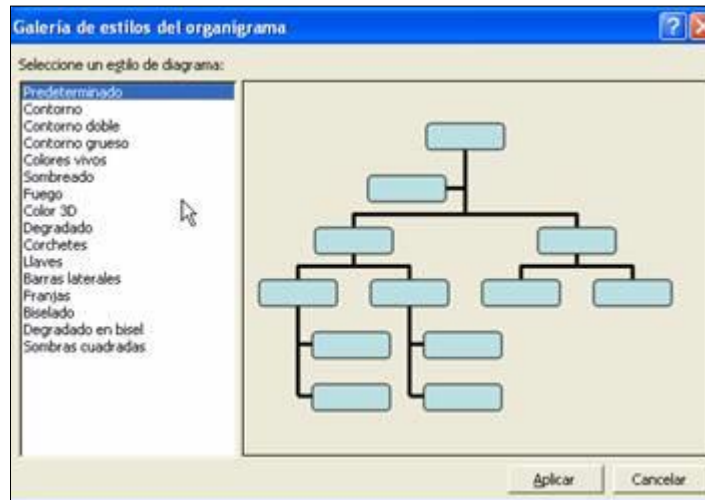 Galería de estilos del organigrama
Seleccione un estilo de diagrama:
Predeterminado
Contorno
Contorno doble
Contorno grueso
Colores vivos
Sombreado
Fuego
Color 3D
Degradado
Corchetes
Llaves
Barras laterales
Franjas
Biselado
Degradado en bisel
Sombras cuadradas
Aplicar
Cancelar